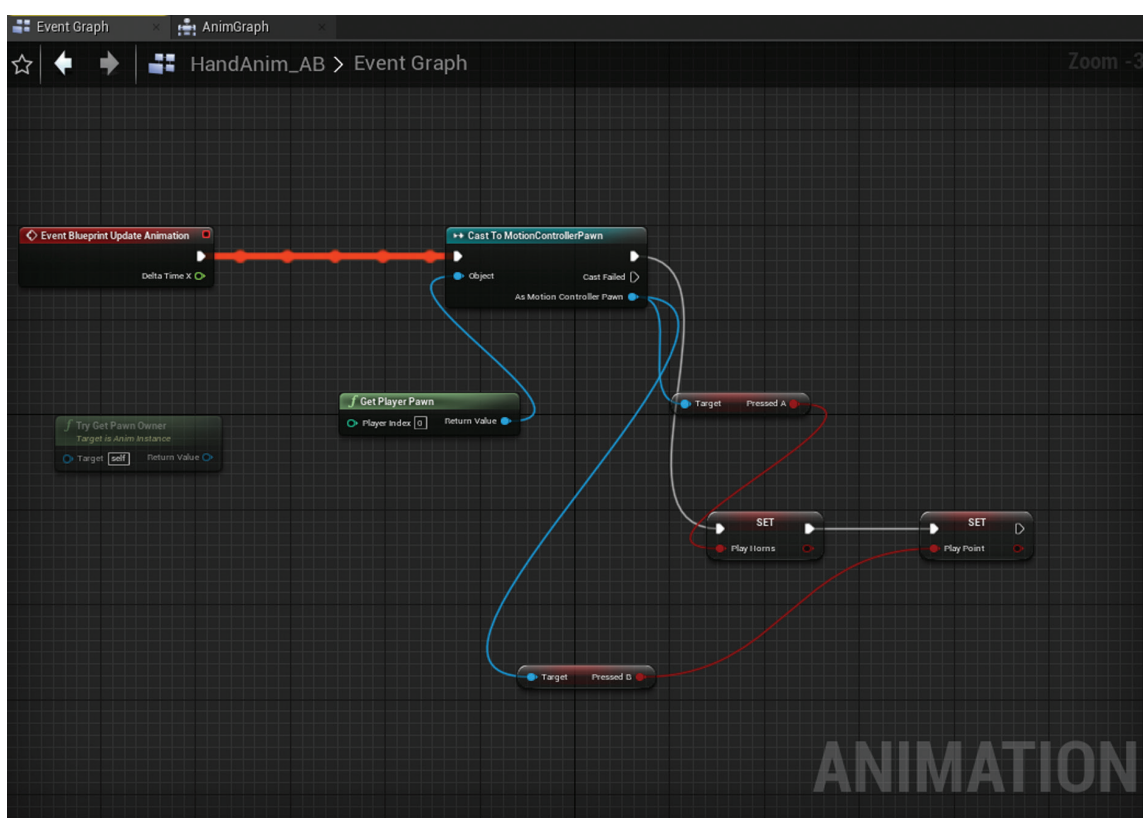 Event Graph
AnimGraph
HandAnim_AB > Event Graph
Zoom -3
Event Blueprint Update Animation
Delta Time X
Cast To MotionControllerPawn
Object
Cast Failed
As Motion Controller Pawn
Get Player Pawn
Player Index 0
Return Value
Try Get Pawn Owner
Target is Anim Instance
Target self
Return Value
Target
Pressed A
SET
Play Horns
SET
Play Point
Target
Pressed B
ANIMATION